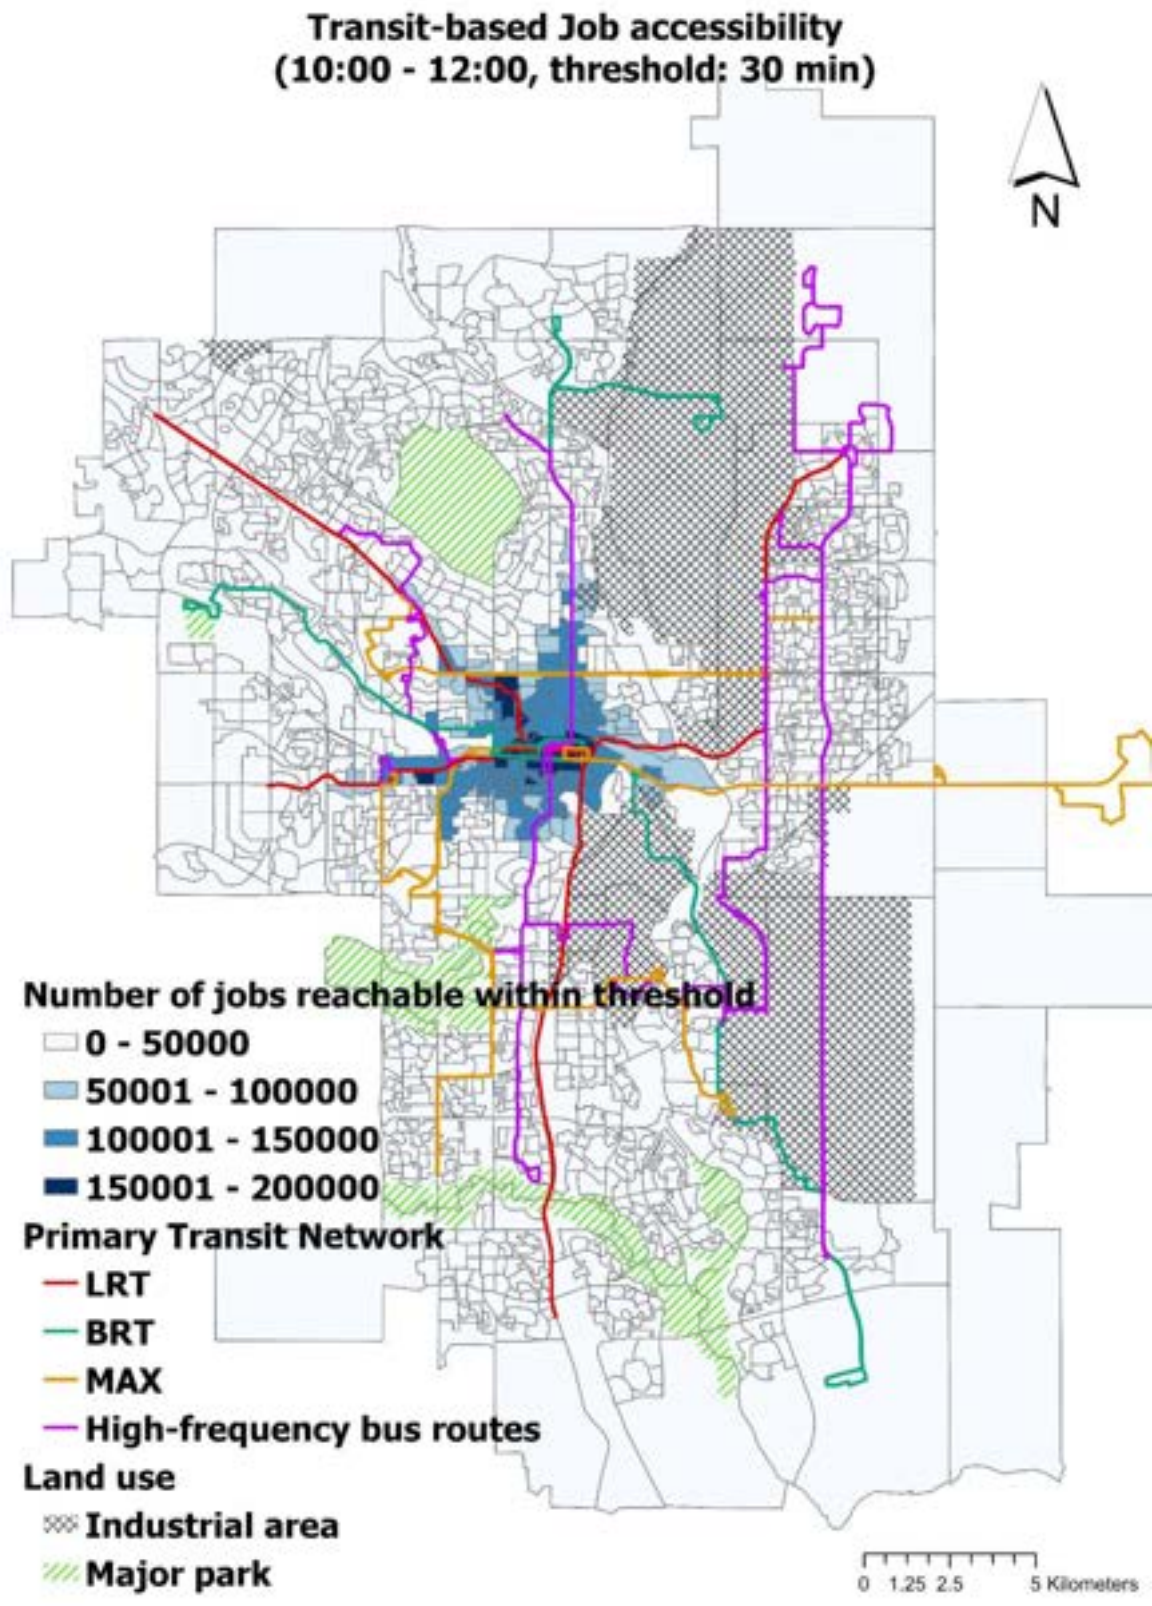 Transit-based Job accessibility
(10:00 - 12:00, threshold: 30 min)
N
Number of jobs reachable within threshold
0 - 50000
50001 - 100000
100001 - 150000
150001 - 200000
Primary Transit Network
LRT
BRT
MAX
High-frequency bus routes
Land use
Industrial area
Major park
0 1.25 2.5 5 Kilometers